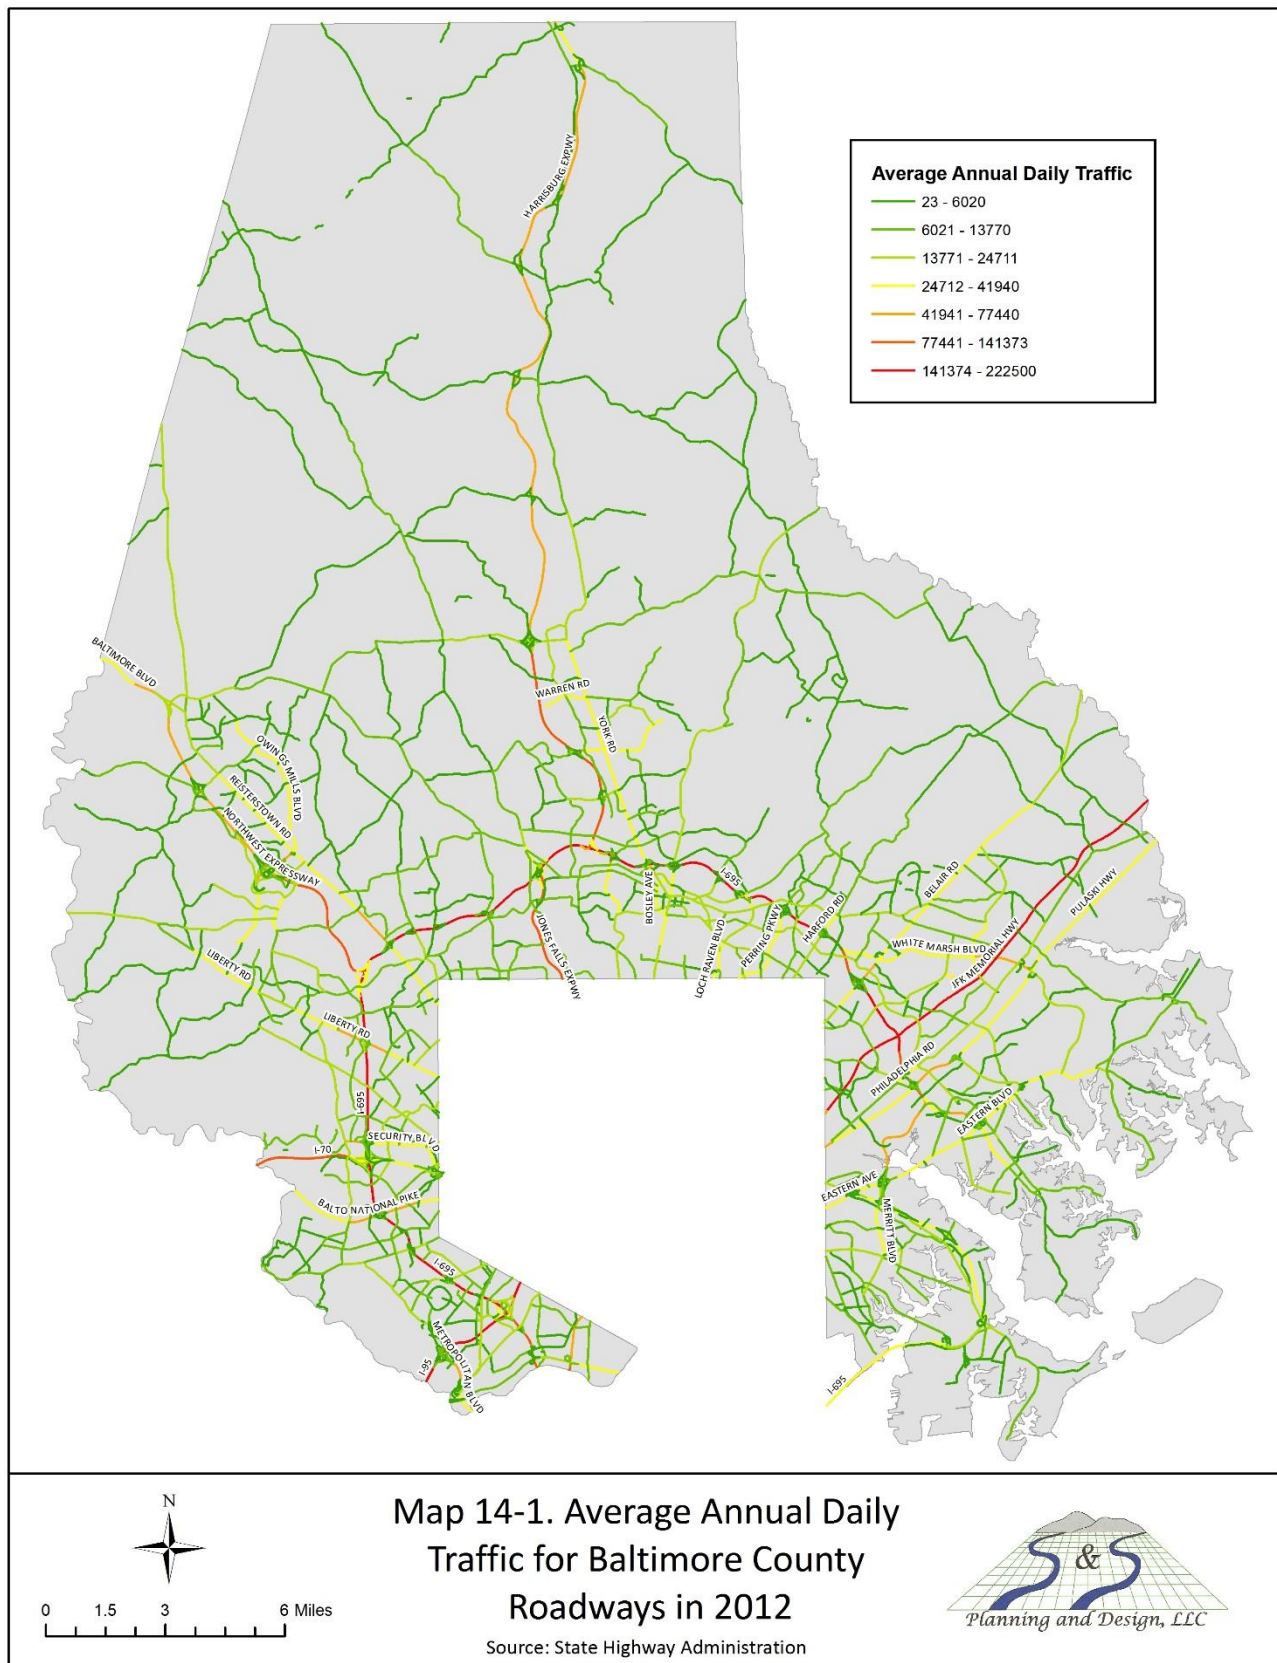 HARRISBURG EXPWY
Average Annual Daily Traffic
23 - 6020
6021 - 13770
13771 - 24711
24712 - 41940
41941 - 77440
77441 - 141373
141374 - 222500
BALTIMORE BLVD
WARREN RD
YORK RD
OWINGS MILLS BLVD
REISTERSTOWN RD
NORTHWEST EXPRESSWAY
I-695
BOSLEY AVE
BELAIR RD
PULASKI HWY
JONES FALLS EXPWY
LOCH RAVEN BLVD
PERRING PKWY
HARFORD RD
WHITE MARSH BLVD
JFK MEMORIAL HWY
LIBERTY RD
LIBERTY RD
PHILADELPHIA RD
I-695
SECURITY BLVD
I-70
EASTERN BLVD
BALTO NATIONAL PIKE
EASTERN AVE
MERRITT BLVD
I-695
METROPOLITAN BLVD
I-95
I-695
N
0 1.5 3 6 Miles
Map 14-1. Average Annual Daily
Traffic for Baltimore County
Roadways in 2012
Source: State Highway Administration
S & S
Planning and Design, LLC